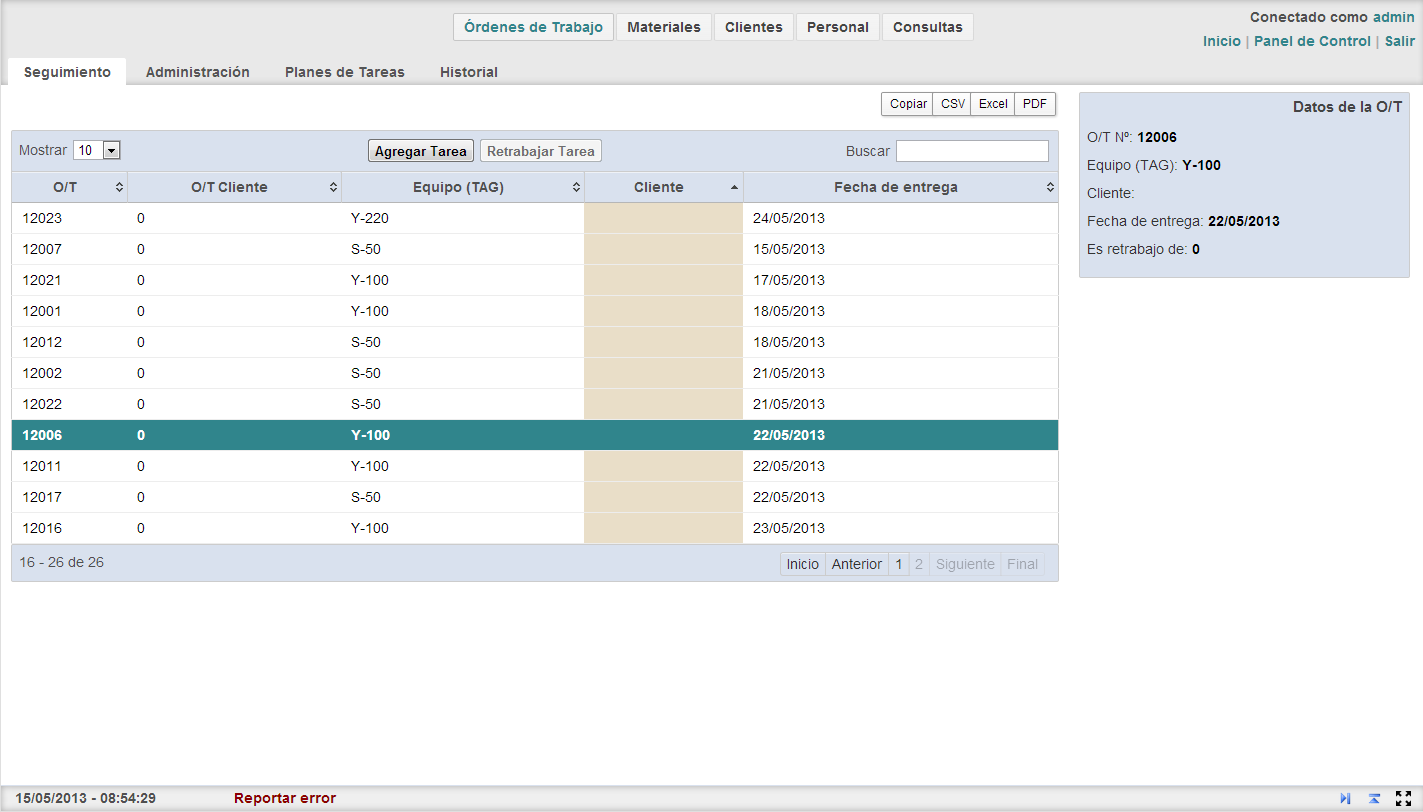 Órdenes de Trabajo Materiales Clientes Personal Consultas
Conectado como admin
Inicio | Panel de Control | Salir
Seguimiento Administración Planes de Tareas Historial
Copiar CSV Excel PDF
Mostrar 10 Agregar Tarea Retrabajar Tarea Buscar
O/T O/T Cliente Equipo (TAG) Cliente Fecha de entrega
12023 0 Y-220 24/05/2013
12007 0 S-50 15/05/2013
12021 0 Y-100 17/05/2013
12001 0 Y-100 18/05/2013
12012 0 S-50 18/05/2013
12002 0 S-50 21/05/2013
12022 0 S-50 21/05/2013
12006 0 Y-100 22/05/2013
12011 0 Y-100 22/05/2013
12017 0 S-50 22/05/2013
12016 0 Y-100 23/05/2013
16 - 26 de 26 Inicio Anterior 1 2 Siguiente Final
Datos de la O/T
O/T Nº: 12006
Equipo (TAG): Y-100
Cliente:
Fecha de entrega: 22/05/2013
Es retrabajo de: 0
15/05/2013 - 08:54:29 Reportar error